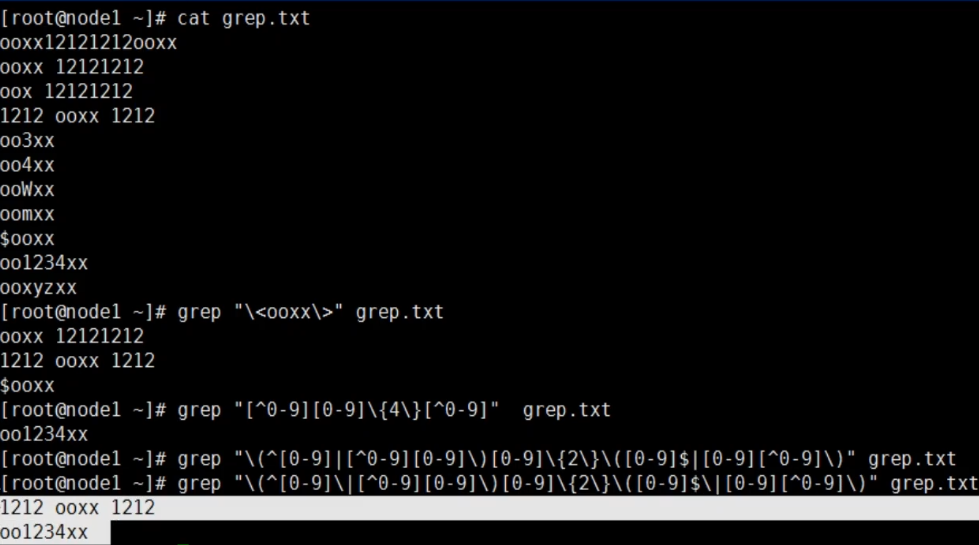 [root@node1 ~]# cat grep.txt
ooxx12121212ooxx
ooxx 12121212
oox 12121212
1212 ooxx 1212
oo3xx
oo4xx
ooWxx
oomxx
$ooxx
oo1234xx
ooxyzxx
[root@node1 ~]# grep "\<ooxx\>" grep.txt
ooxx 12121212
1212 ooxx 1212
$ooxx
[root@node1 ~]# grep "[^0-9][0-9]\{4\}[^0-9]"  grep.txt
oo1234xx
[root@node1 ~]# grep "\(^[0-9]|[^0-9][0-9]\)[0-9]\{2\}\([0-9]$|[0-9][^0-9]\)" grep.txt
[root@node1 ~]# grep "\(^[0-9]\|[^0-9][0-9]\)[0-9]\{2\}\([0-9]$\|[0-9][^0-9]\)" grep.txt
1212 ooxx 1212
oo1234xx